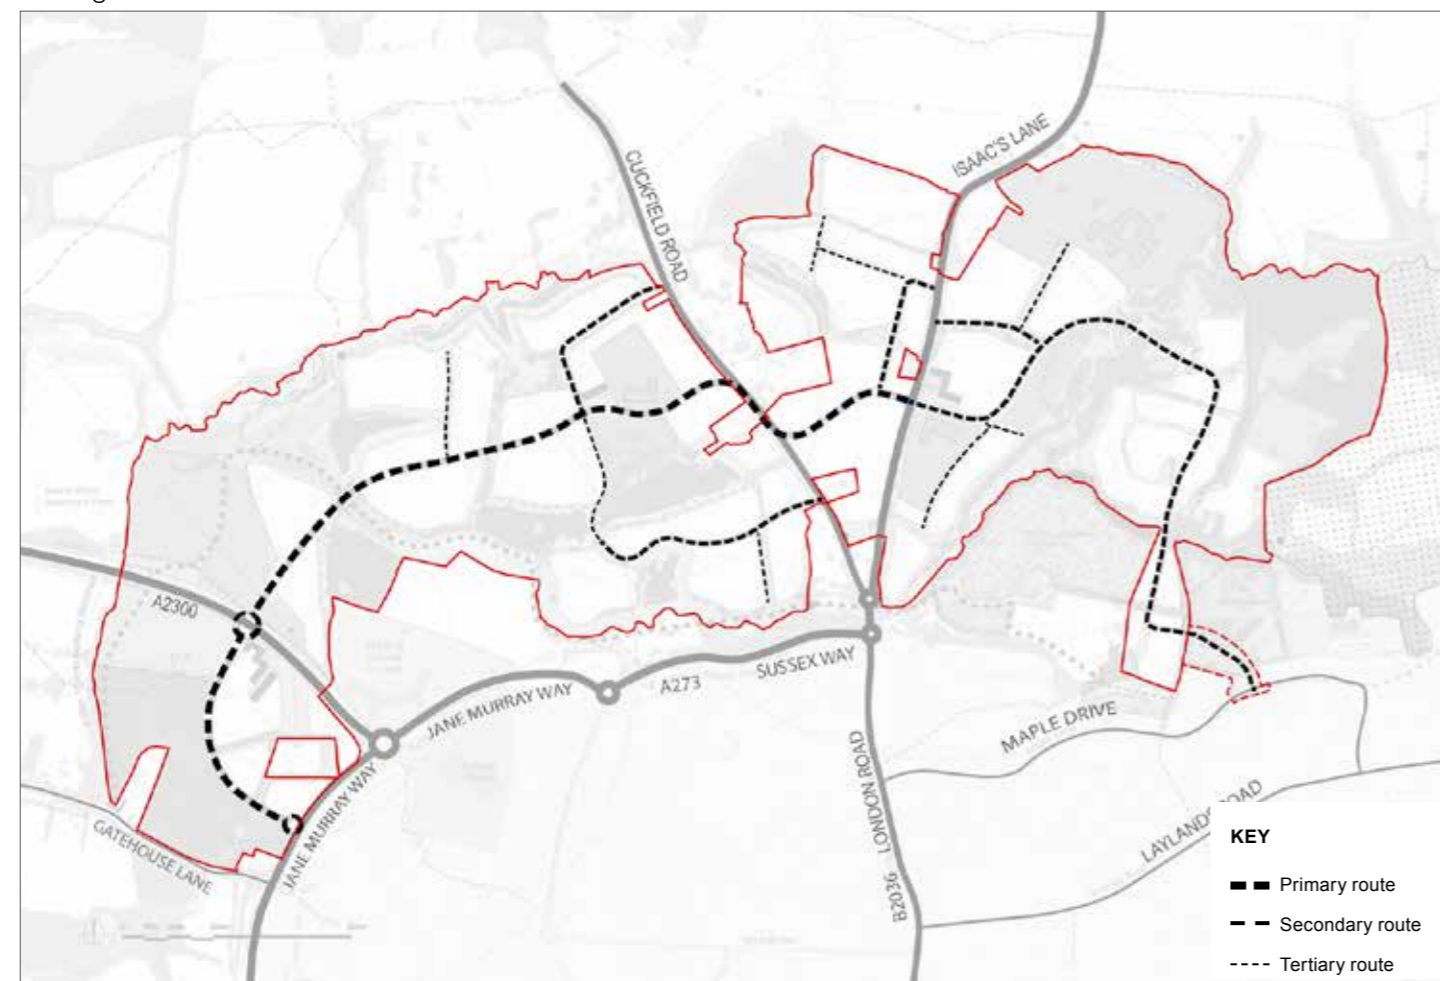 ISAAC'S LANE
CUCKFIELD ROAD
A2300
SUSSEX WAY
A273
JANE MURRAY WAY
MAPLE DRIVE
LONDON ROAD
B2036
JANE MURRAY WAY
GATEHOUSE LANE
KEY
Primary route
Secondary route
Tertiary route